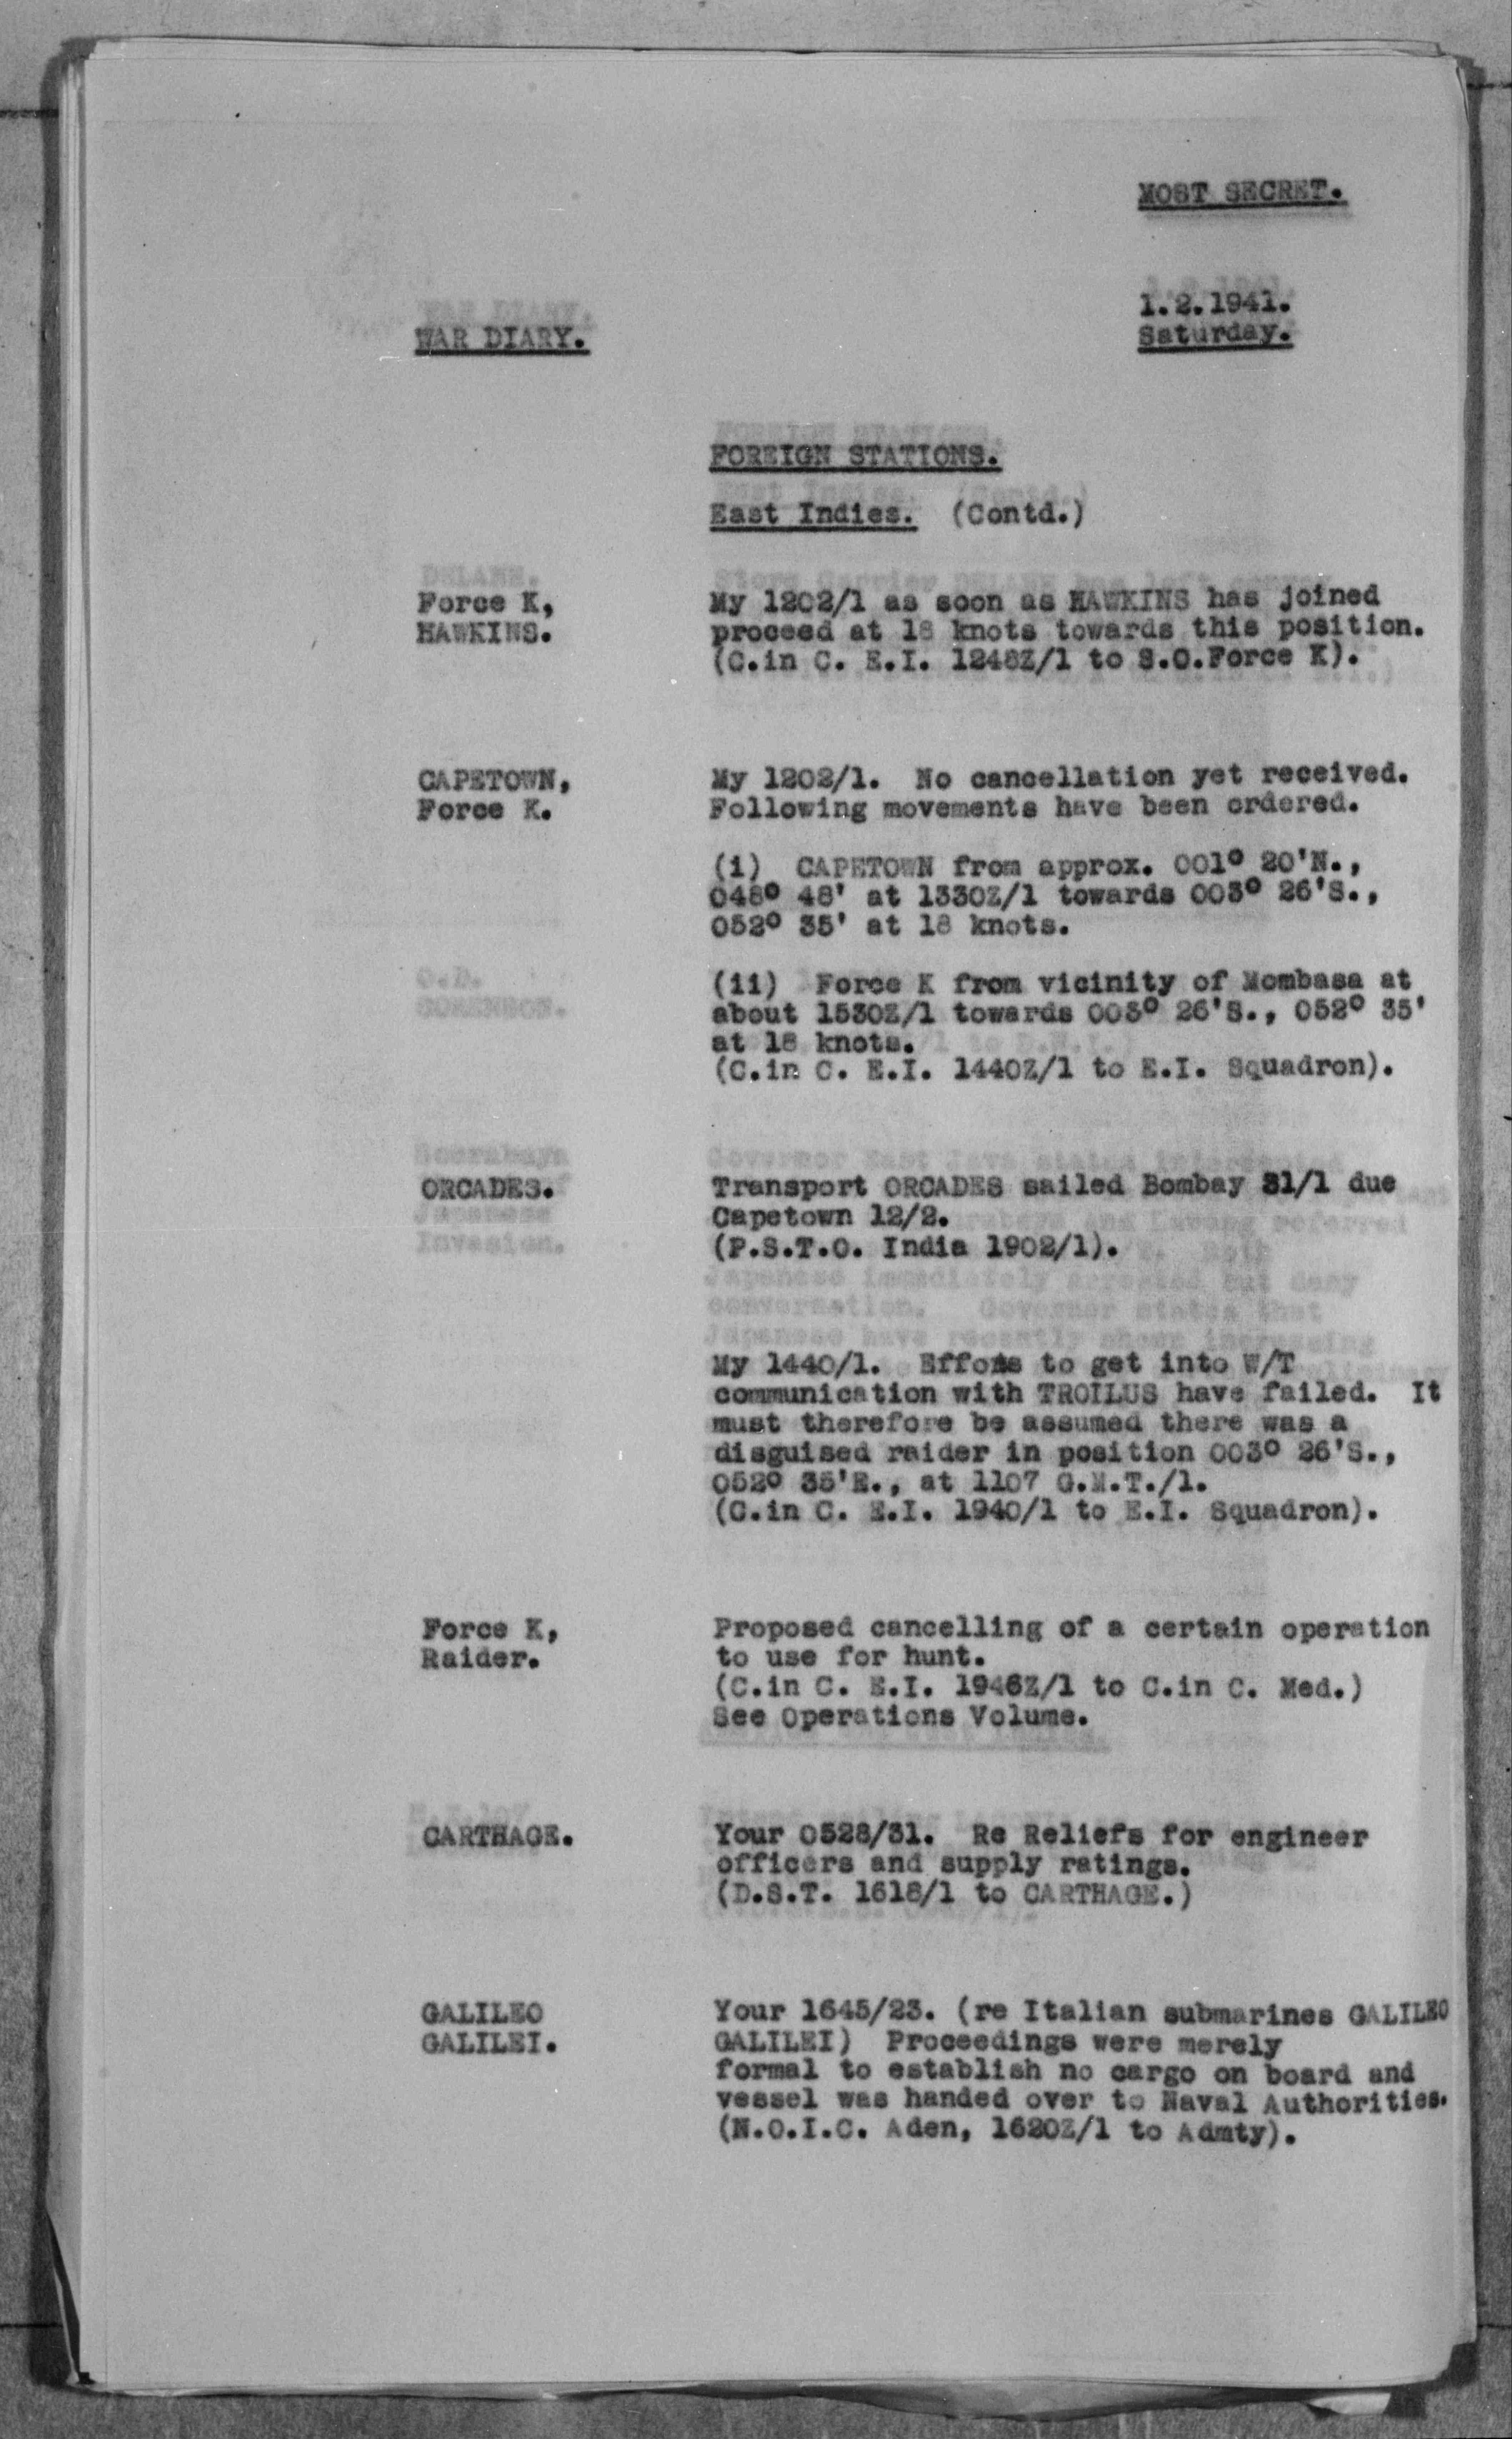 MOST SECRET.
1.2.1941.
WAR DIARY.
Saturday.
FOREIGN STATIONS.
East Indies. (Contd.)
Force K,
HAWKINS.
My 1202/1 as soon as HAWKINS has joined
proceed at 18 knots towards this position.
(C.in C. E.I. 1248Z/1 to S.O.Force K).
CAPETOWN,
Force K.
My 1202/1. No cancellation yet received.
Following movements have been ordered.
(i) CAPETOWN from approx. 001º 20'N.,
048º 48' at 1330Z/1 towards 003º 26'S.,
052º 35' at 18 knots.
(ii) Force K from vicinity of Mombasa at
about 1530Z/1 towards 003º 26'S., 052º 35'
at 18 knots.
(C.in C. E.I. 1440Z/1 to E.I. Squadron).
ORCADES.
Transport ORCADES sailed Bombay 31/1 due
Capetown 12/2.
(P.S.T.O. India 1902/1).
My 1440/1. Efforts to get into W/T
communication with TROILUS have failed. It
must therefore be assumed there was a
disguised raider in position 003º 26'S.,
052º 35'E., at 1107 G.M.T./1.
(C.in C. E.I. 1940/1 to E.I. Squadron).
Force K,
Raider.
Proposed cancelling of a certain operation
to use for hunt.
(C.in C. E.I. 1946Z/1 to C.in C. Med.)
See Operations Volume.
CARTHAGE.
Your 0528/31. Re Reliefs for engineer
officers and supply ratings.
(D.S.T. 1618/1 to CARTHAGE.)
GALILEO
GALILEI.
Your 1645/23. (re Italian submarines GALILEO
GALILEI) Proceedings were merely
formal to establish no cargo on board and
vessel was handed over to Naval Authorities.
(N.O.I.C. Aden, 1620Z/1 to Admty).